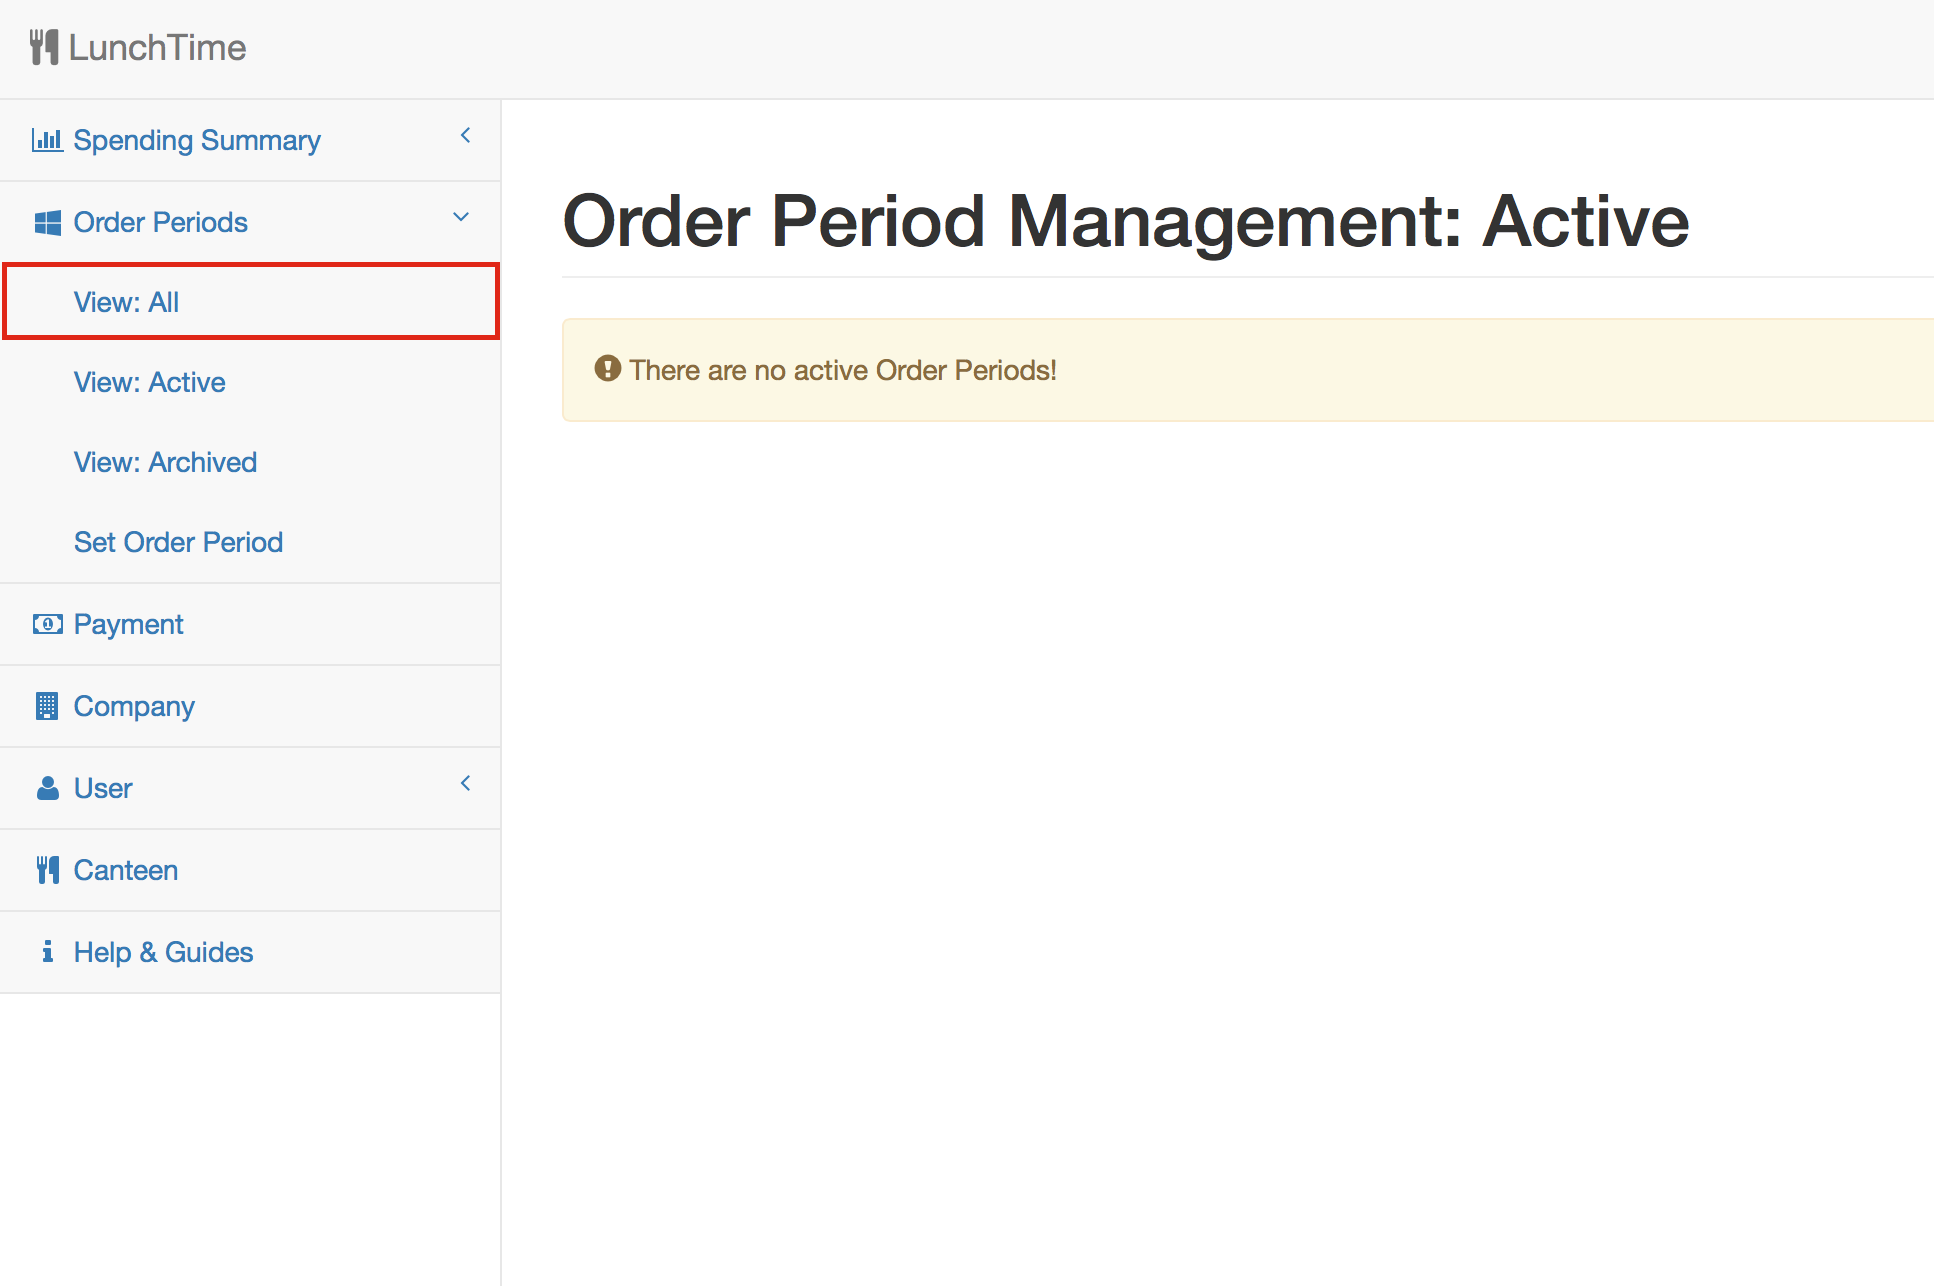 LunchTime
Spending Summary
Order Periods
View: All
View: Active
View: Archived
Set Order Period
Payment
Company
User
Canteen
Help & Guides
Order Period Management: Active
There are no active Order Periods!